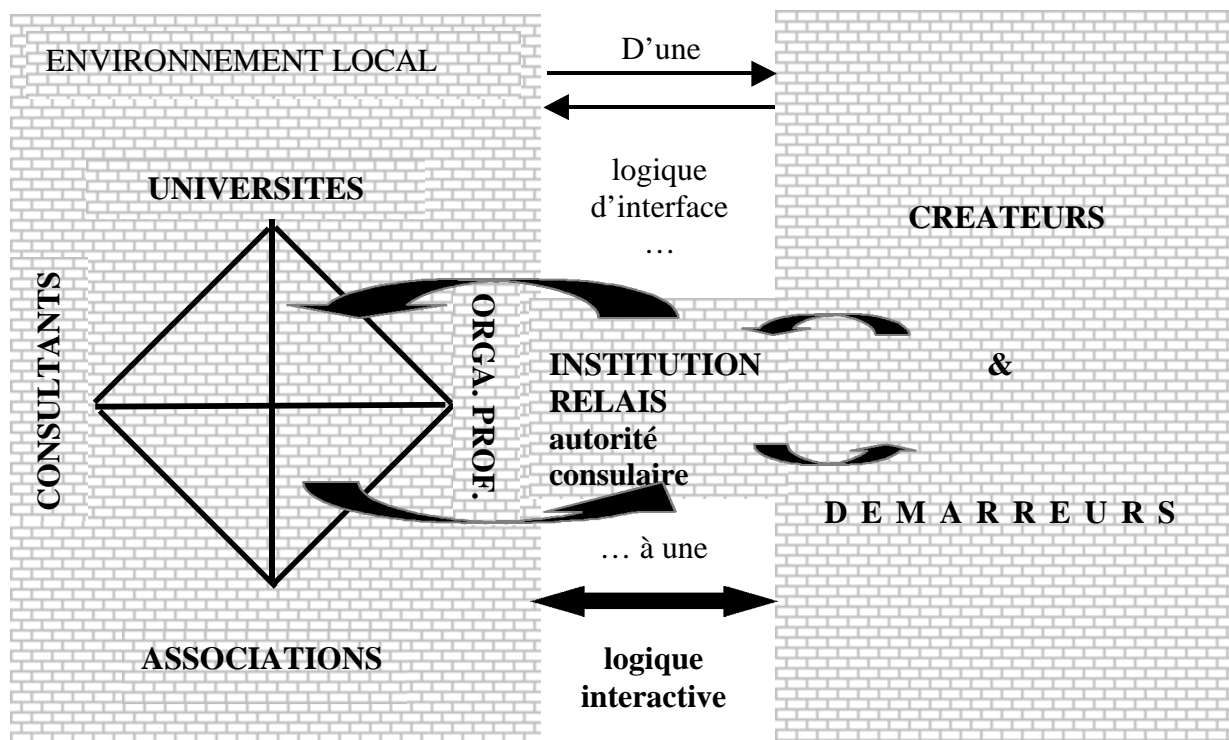 ENVIRONNEMENT LOCAL
UNIVERSITES
CONSULTANTS
ORGA. PROF.
ASSOCIATIONS
D’une
logique
d’interface
…
INSTITUTION
RELAIS
autorité
consulaire
… à une
logique
interactive
CREATEURS
&
D E M A R R E U R S